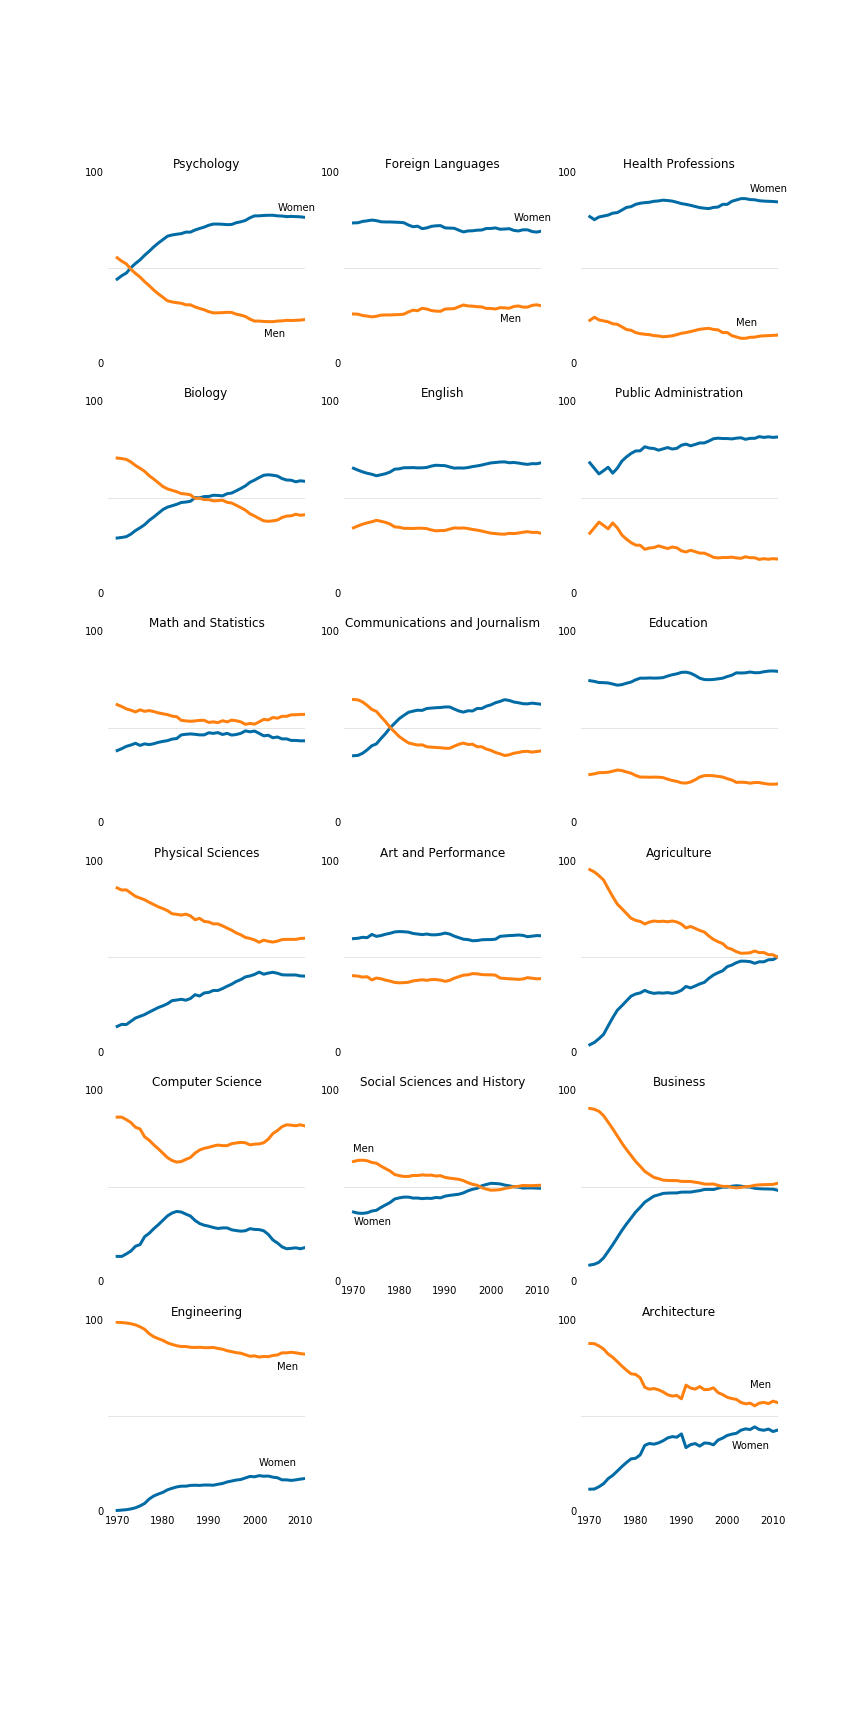 Psychology
100
Women
Men
0
Foreign Languages
100
Women
Men
0
Health Professions
100
Women
Men
0
Biology
100
0
English
100
0
Public Administration
100
0
Math and Statistics
100
0
Communications and Journalism
100
0
Education
100
0
Physical Sciences
100
0
Art and Performance
100
0
Agriculture
100
0
Computer Science
100
0
Social Sciences and History
100
Men
Women
0
1970 1980 1990 2000 2010
Business
100
0
Engineering
100
Men
Women
0
1970 1980 1990 2000 2010
Architecture
100
Men
Women
0
1970 1980 1990 2000 2010